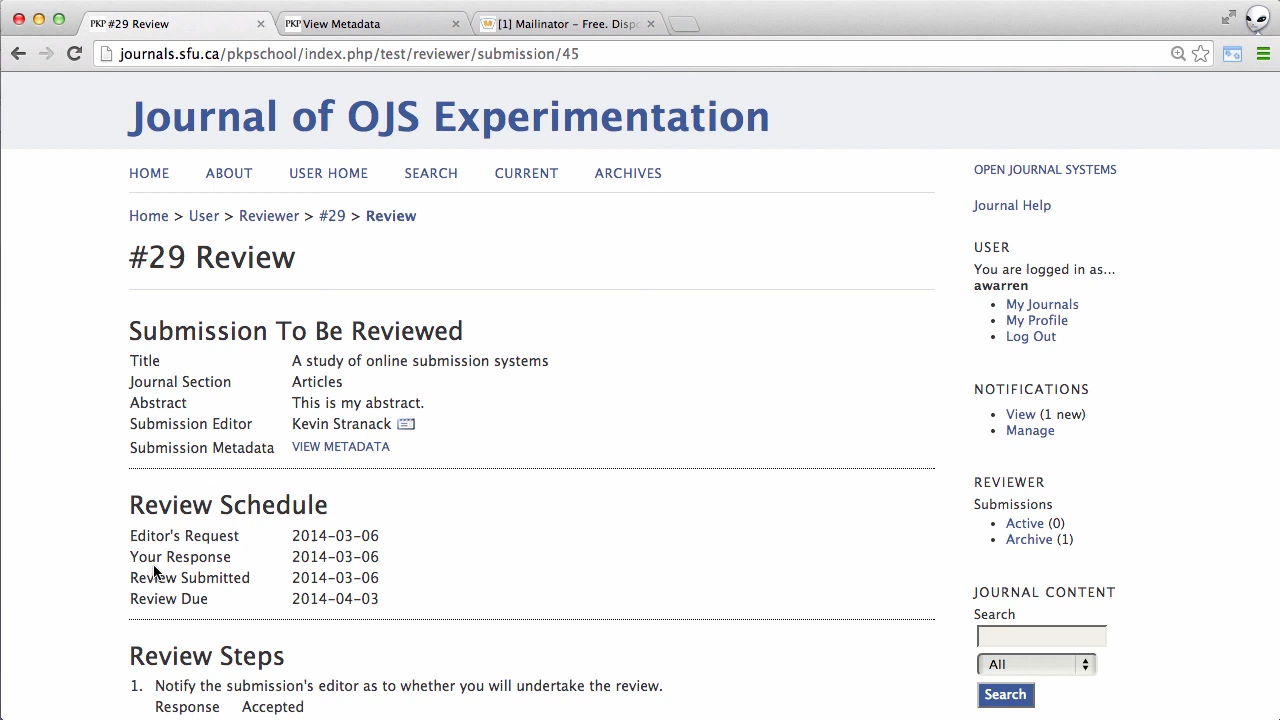 PKP #29 Review
PKP View Metadata
[1] Mailinator – Free. Dispo
journals.sfu.ca/pkpschool/index.php/test/reviewer/submission/45
Journal of OJS Experimentation
HOME ABOUT USER HOME SEARCH CURRENT ARCHIVES
Home > User > Reviewer > #29 > Review
#29 Review
Submission To Be Reviewed
Title A study of online submission systems
Journal Section Articles
Abstract This is my abstract.
Submission Editor Kevin Stranack
Submission Metadata VIEW METADATA
Review Schedule
Editor's Request 2014-03-06
Your Response 2014-03-06
Review Submitted 2014-03-06
Review Due 2014-04-03
Review Steps
1. Notify the submission's editor as to whether you will undertake the review.
Response Accepted
OPEN JOURNAL SYSTEMS
Journal Help
USER
You are logged in as...
awarren
• My Journals
• My Profile
• Log Out
NOTIFICATIONS
• View (1 new)
• Manage
REVIEWER
Submissions
• Active (0)
• Archive (1)
JOURNAL CONTENT
Search
All
Search